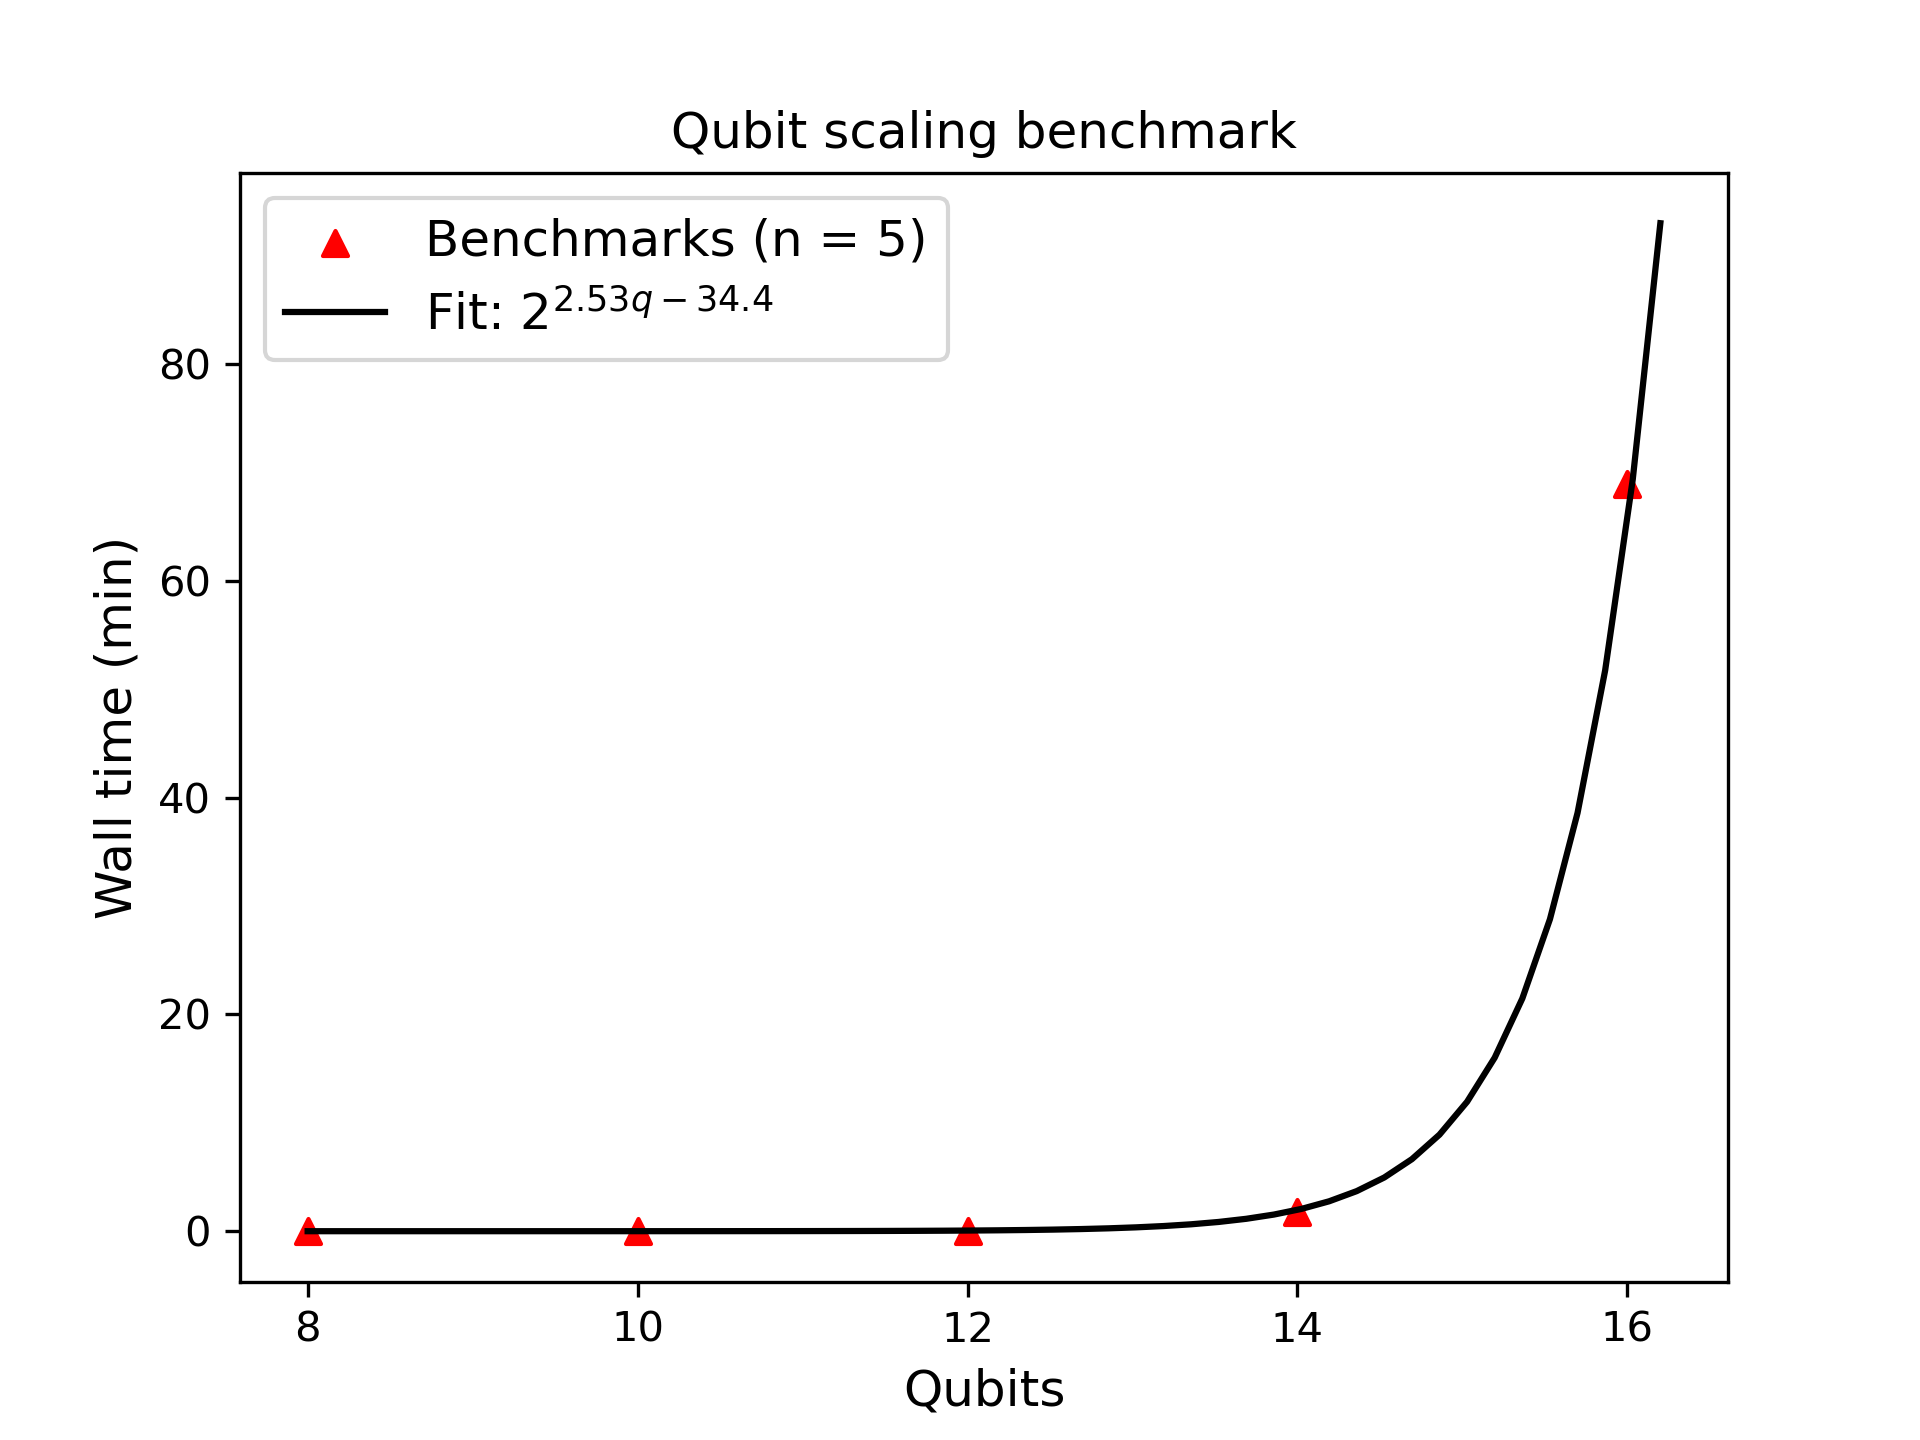 Qubit scaling benchmark
Benchmarks (n = 5)
Fit: 2^{2.53q − 34.4}
80
60
40
20
0
Wall time (min)
8 10 12 14 16
Qubits